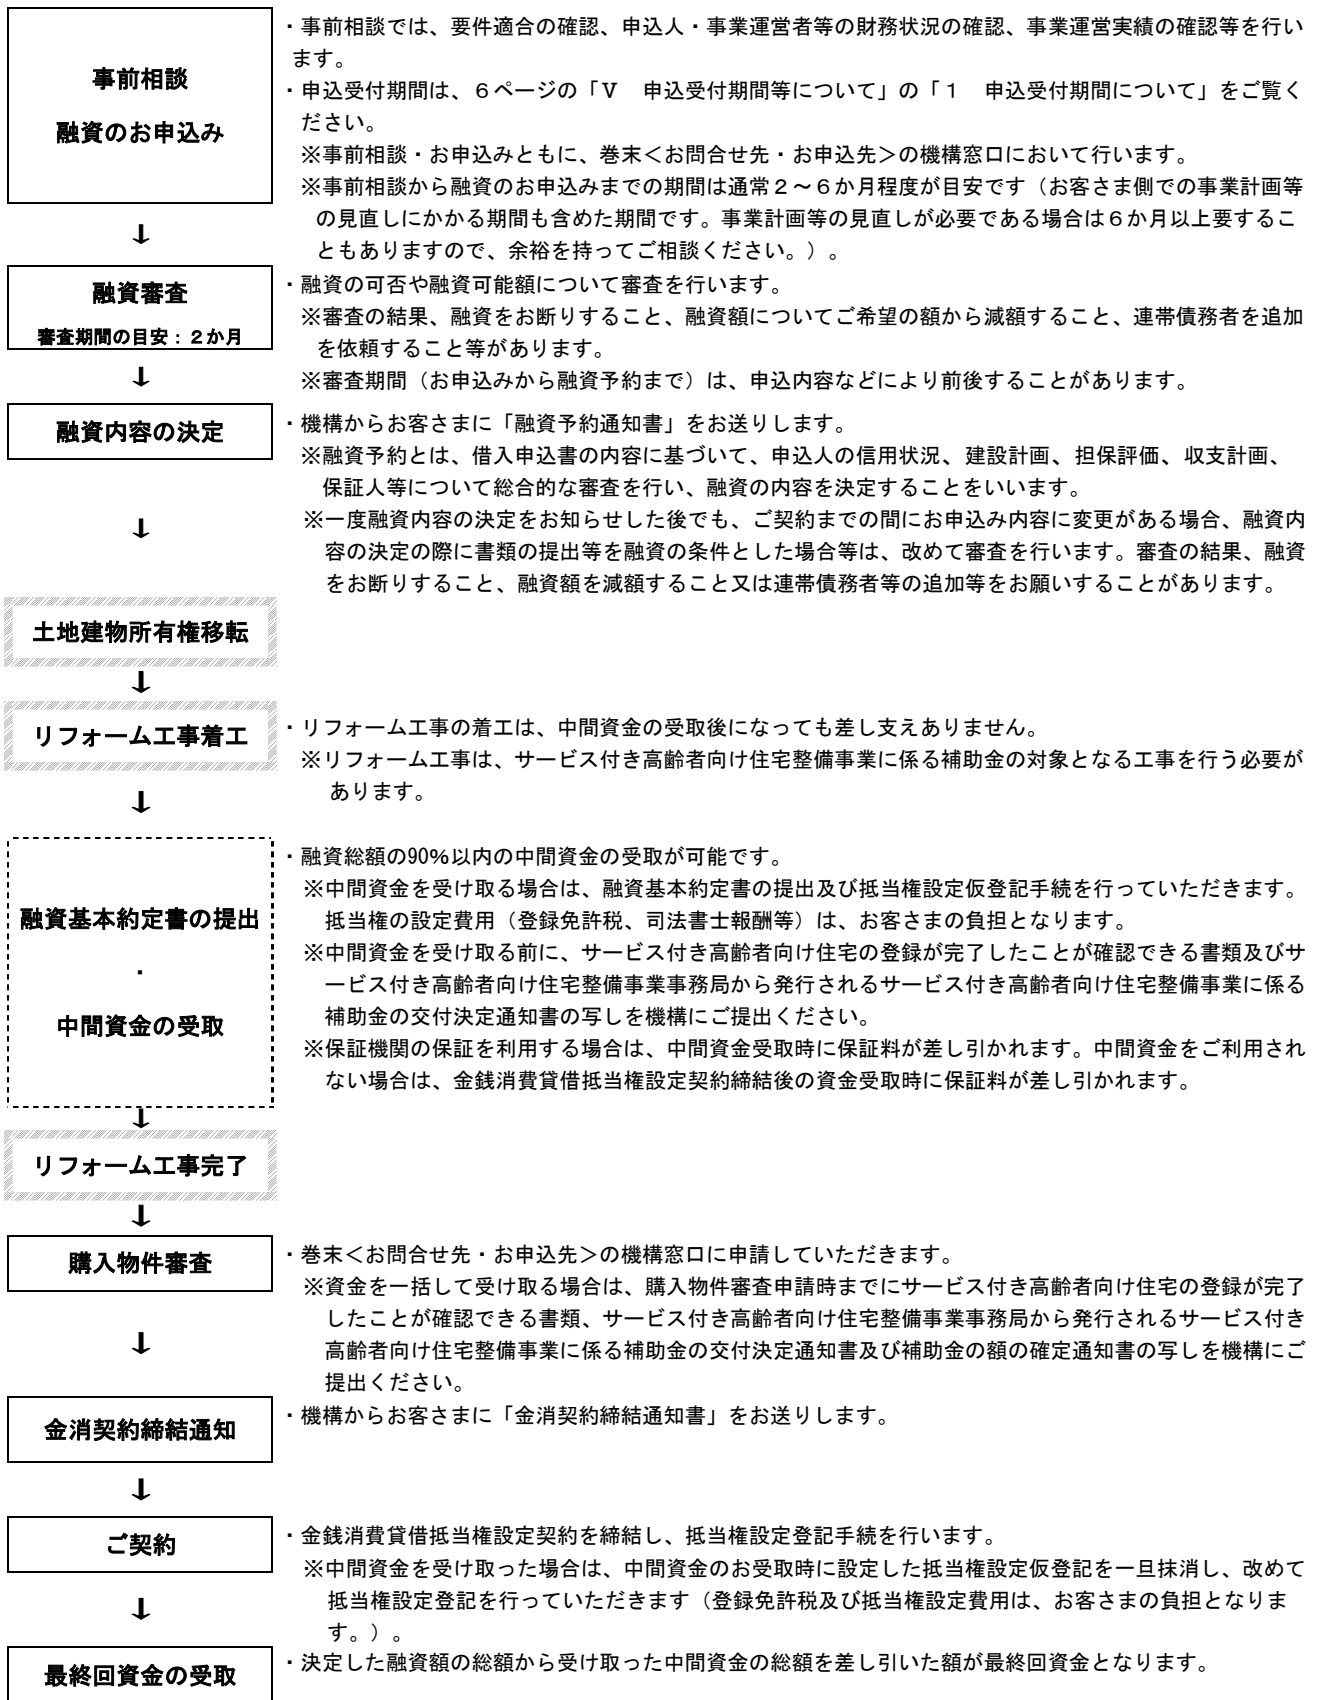 事前相談
融資のお申込み
・事前相談では、要件適合の確認、申込人・事業運営者等の財務状況の確認、事業運営実績の確認等を行い
ます。
・申込受付期間は、６ページの「Ⅴ　申込受付期間等について」の「１　申込受付期間について」をご覧く
ださい。
※事前相談・お申込みともに、巻末＜お問合せ先・お申込先＞の機構窓口において行います。
※事前相談から融資のお申込みまでの期間は通常２～６か月程度が目安です（お客さま側での事業計画等
の見直しにかかる期間も含めた期間です。事業計画等の見直しが必要である場合は６か月以上要するこ
ともありますので、余裕を持ってご相談ください。）。
↓
融資審査
審査期間の目安：２か月
・融資の可否や融資可能額について審査を行います。
※審査の結果、融資をお断りすること、融資額についてご希望の額から減額すること、連帯債務者を追加
を依頼すること等があります。
※審査期間（お申込みから融資予約まで）は、申込内容などにより前後することがあります。
↓
融資内容の決定
・機構からお客さまに「融資予約通知書」をお送りします。
※融資予約とは、借入申込書の内容に基づいて、申込人の信用状況、建設計画、担保評価、収支計画、
保証人等について総合的な審査を行い、融資の内容を決定することをいいます。
※一度融資内容の決定をお知らせした後でも、ご契約までの間にお申込み内容に変更がある場合、融資内
容の決定の際に書類の提出等を融資の条件とした場合等は、改めて審査を行います。審査の結果、融資
をお断りすること、融資額を減額すること又は連帯債務者等の追加等をお願いすることがあります。
↓
土地建物所有権移転
↓
リフォーム工事着工
・リフォーム工事の着工は、中間資金の受取後になっても差し支えありません。
※リフォーム工事は、サービス付き高齢者向け住宅整備事業に係る補助金の対象となる工事を行う必要が
あります。
↓
融資基本約定書の提出
・
中間資金の受取
・融資総額の90％以内の中間資金の受取が可能です。
※中間資金を受け取る場合は、融資基本約定書の提出及び抵当権設定仮登記手続を行っていただきます。
抵当権の設定費用（登録免許税、司法書士報酬等）は、お客さまの負担となります。
※中間資金を受け取る前に、サービス付き高齢者向け住宅の登録が完了したことが確認できる書類及びサ
ービス付き高齢者向け住宅整備事業事務局から発行されるサービス付き高齢者向け住宅整備事業に係る
補助金の交付決定通知書の写しを機構にご提出ください。
※保証機関の保証を利用する場合は、中間資金受取時に保証料が差し引かれます。中間資金をご利用され
ない場合は、金銭消費貸借抵当権設定契約締結後の資金受取時に保証料が差し引かれます。
↓
リフォーム工事完了
↓
購入物件審査
・巻末＜お問合せ先・お申込先＞の機構窓口に申請していただきます。
※資金を一括して受け取る場合は、購入物件審査申請時までにサービス付き高齢者向け住宅の登録が完了
したことが確認できる書類、サービス付き高齢者向け住宅整備事業事務局から発行されるサービス付き
高齢者向け住宅整備事業に係る補助金の交付決定通知書及び補助金の額の確定通知書の写しを機構にご
提出ください。
↓
金消契約締結通知
・機構からお客さまに「金消契約締結通知書」をお送りします。
↓
ご契約
・金銭消費貸借抵当権設定契約を締結し、抵当権設定登記手続を行います。
※中間資金を受け取った場合は、中間資金のお受取時に設定した抵当権設定仮登記を一旦抹消し、改めて
抵当権設定登記を行っていただきます（登録免許税及び抵当権設定費用は、お客さまの負担となりま
す。）。
↓
最終回資金の受取
・決定した融資額の総額から受け取った中間資金の総額を差し引いた額が最終回資金となります。